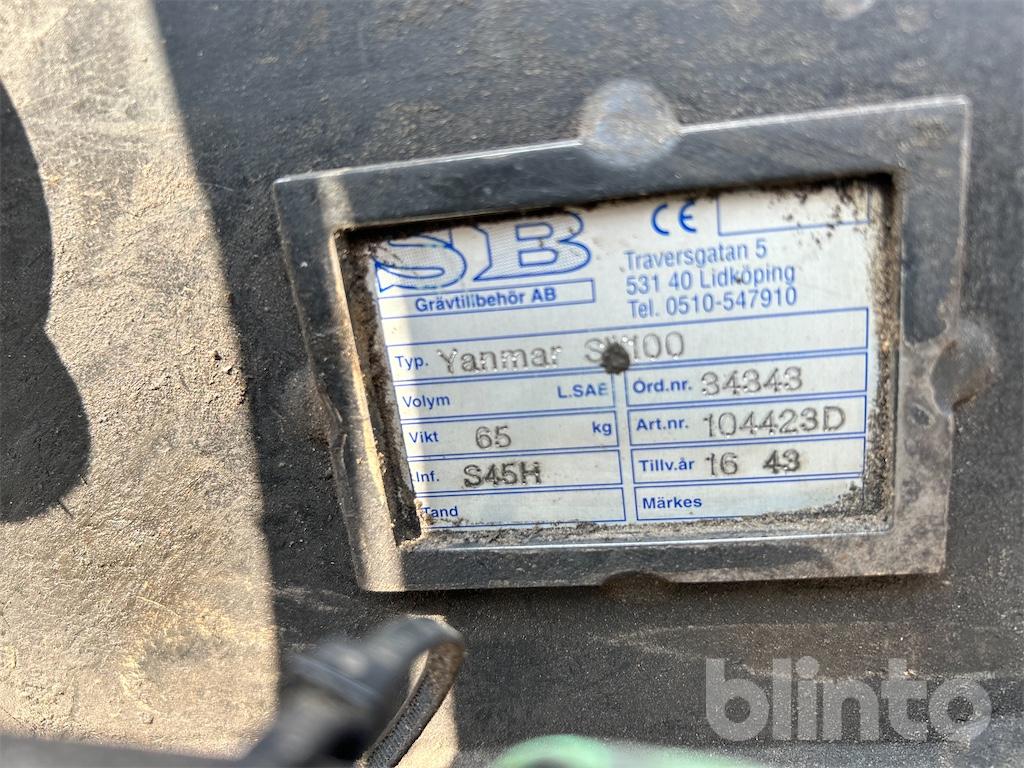 SB CE
Grävtillbehör AB
Traversgatan 5
531 40 Lidköping
Tel. 0510-547910
Typ. Yanmar
Volym L.SAE Ord.nr. 34343
Vikt 65 kg Art.nr. 104423D
Inf. S45H Tillv.år 16 43
Tand Märkes
blinto